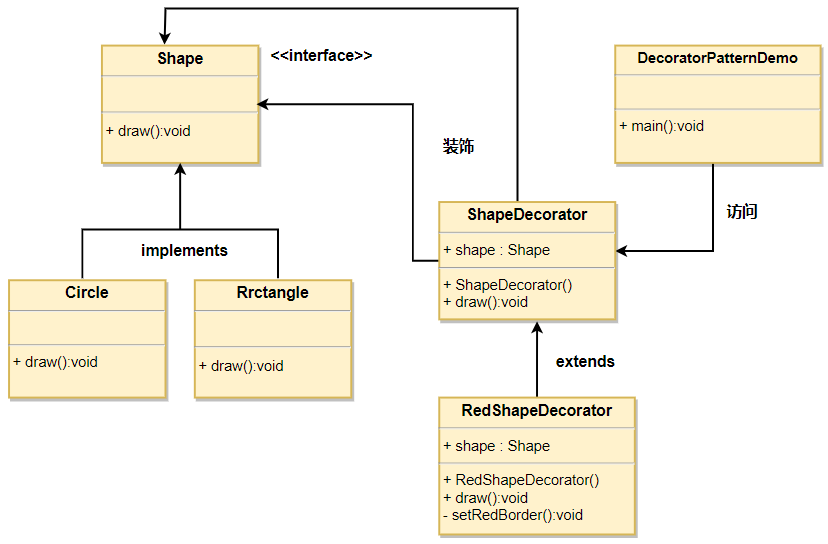 Shape
<<interface>>
+ draw():void
DecoratorPatternDemo
+ main():void
装饰
访问
ShapeDecorator
+ shape : Shape
+ ShapeDecorator()
+ draw():void
implements
Circle
+ draw():void
Rrctangle
+ draw():void
extends
RedShapeDecorator
+ shape : Shape
+ RedShapeDecorator()
+ draw():void
- setRedBorder():void